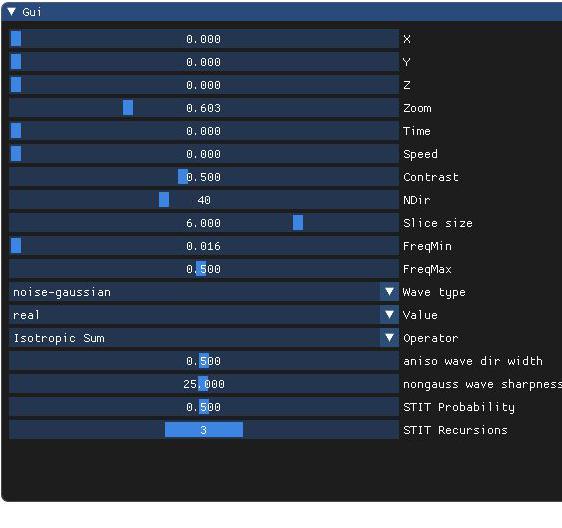 Gui
0.000 X
0.000 Y
0.000 Z
0.603 Zoom
0.000 Time
0.000 Speed
0.500 Contrast
40 NDir
6.000 Slice size
0.016 FreqMin
0.500 FreqMax
noise-gaussian Wave type
real Value
Isotropic Sum Operator
0.500 aniso wave dir width
25.000 nongauss wave sharpness
0.500 STIT Probability
3 STIT Recursions